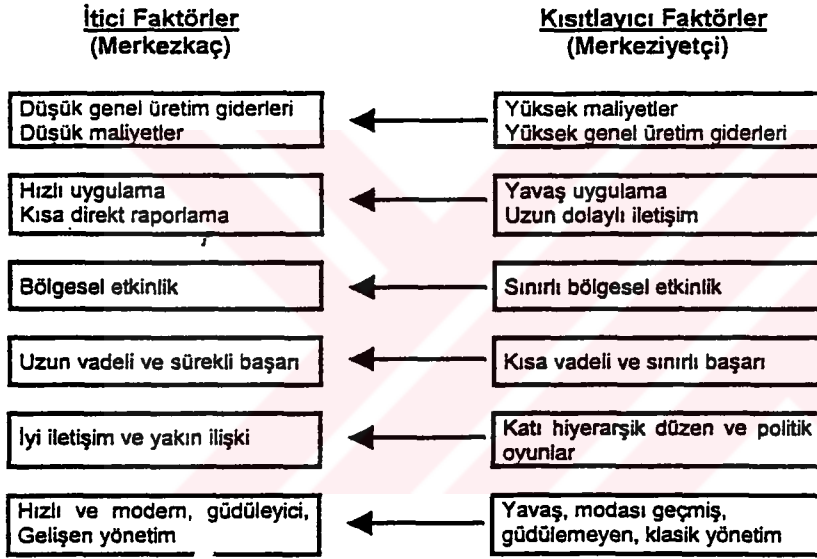 İtici Faktörler
(Merkezkaç)
Kısıtlayıcı Faktörler
(Merkeziyetçi)
Düşük genel üretim giderleri
Düşük maliyetler
Yüksek maliyetler
Yüksek genel üretim giderleri
Hızlı uygulama
Kısa direkt raporlama
Yavaş uygulama
Uzun dolaylı iletişim
Bölgesel etkinlik
Sınırlı bölgesel etkinlik
Uzun vadeli ve sürekli başarı
Kısa vadeli ve sınırlı başarı
İyi iletişim ve yakın ilişki
Katı hiyerarşik düzen ve politik
oyunlar
Hızlı ve modern, güdüleyici,
Gelişen yönetim
Yavaş, modası geçmiş,
güdülemeyen, klasik yönetim